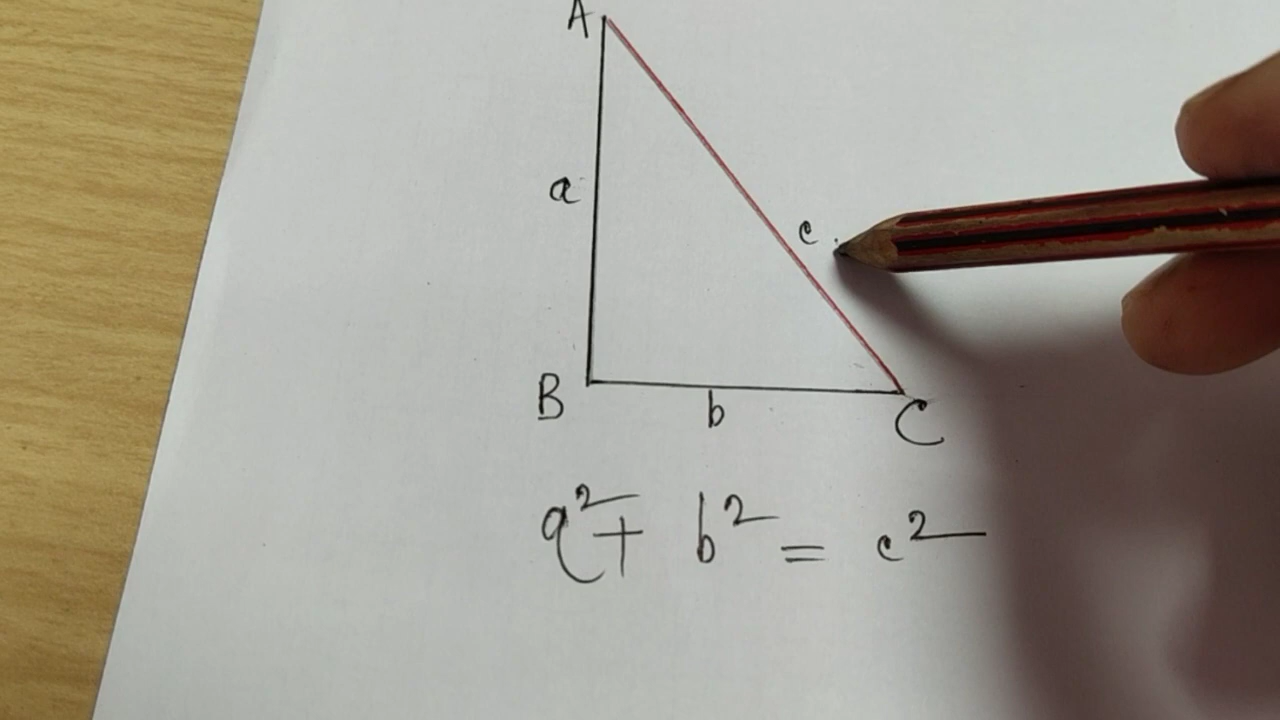 A
a
c
B
b
C
a² + b² = c²